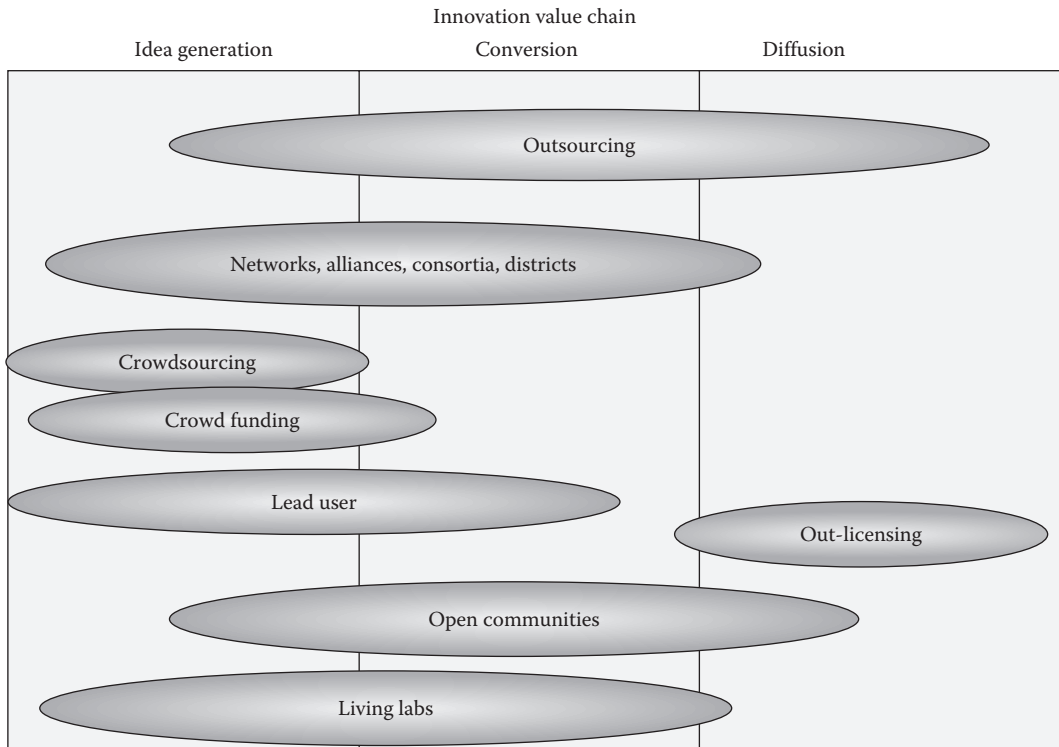 Innovation value chain
Idea generation
Conversion
Diffusion
Outsourcing
Networks, alliances, consortia, districts
Crowdsourcing
Crowd funding
Lead user
Out-licensing
Open communities
Living labs